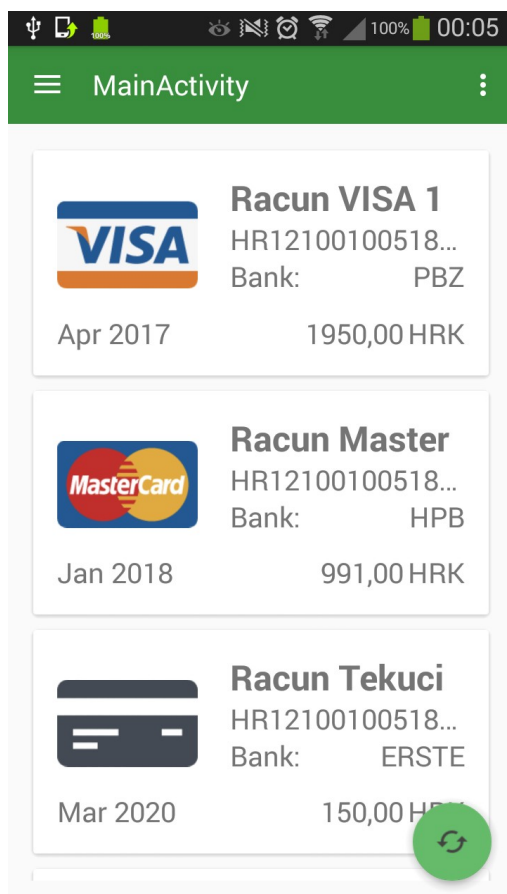 100%
100%
00:05
MainActivity
VISA
Racun VISA 1
HR12100100518...
Bank: PBZ
Apr 2017
1950,00 HRK
MasterCard
Racun Master
HR12100100518...
Bank: HPB
Jan 2018
991,00 HRK
Racun Tekuci
HR12100100518...
Bank: ERSTE
Mar 2020
150,00